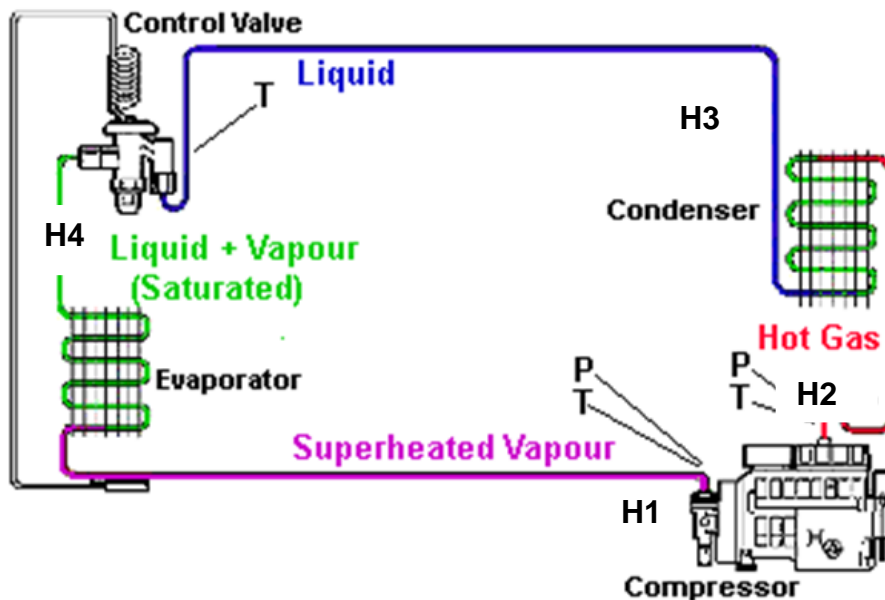 Control Valve
Liquid
T
H3
Condenser
H4
Liquid + Vapour
(Saturated)
Hot Gas
Evaporator
P
T
P
T
H2
Superheated Vapour
H1
Compressor